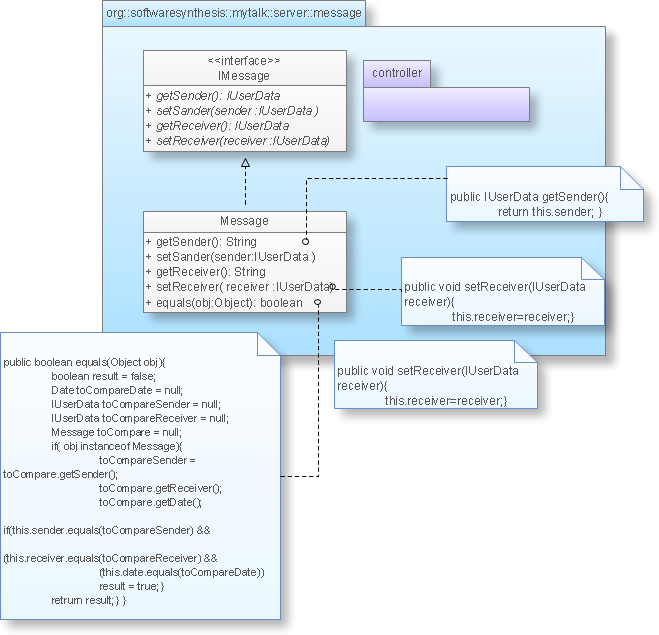 org::softwaresynthesis::mytalk::server::message
<<interface>>
IMessage
+ getSender(): IUserData
+ setSander(sender :IUserData )
+ getReceiver(): IUserData
+ setReceiver(receiver :IUserData)
controller
Message
+ getSender(): String
+ setSander(sender:IUserData )
+ getReceiver(): String
+ setReceiver( receiver :IUserData)
+ equals(obj:Object): boolean
public IUserData getSender(){
return this.sender; }
public void setReceiver(IUserData
receiver){
this.receiver=receiver;}
public void setReceiver(IUserData
receiver){
this.receiver=receiver;}
public boolean equals(Object obj){
boolean result = false;
Date toCompareDate = null;
IUserData toCompareSender = null;
IUserData toCompareReceiver = null;
Message toCompare = null;
if( obj instanceof Message){
toCompareSender =
toCompare.getSender();
toCompare.getReceiver();
toCompare.getDate();
if(this.sender.equals(toCompareSender) &&
(this.receiver.equals(toCompareReceiver) &&
(this.date.equals(toCompareDate))
result = true; }
retrurn result; } }